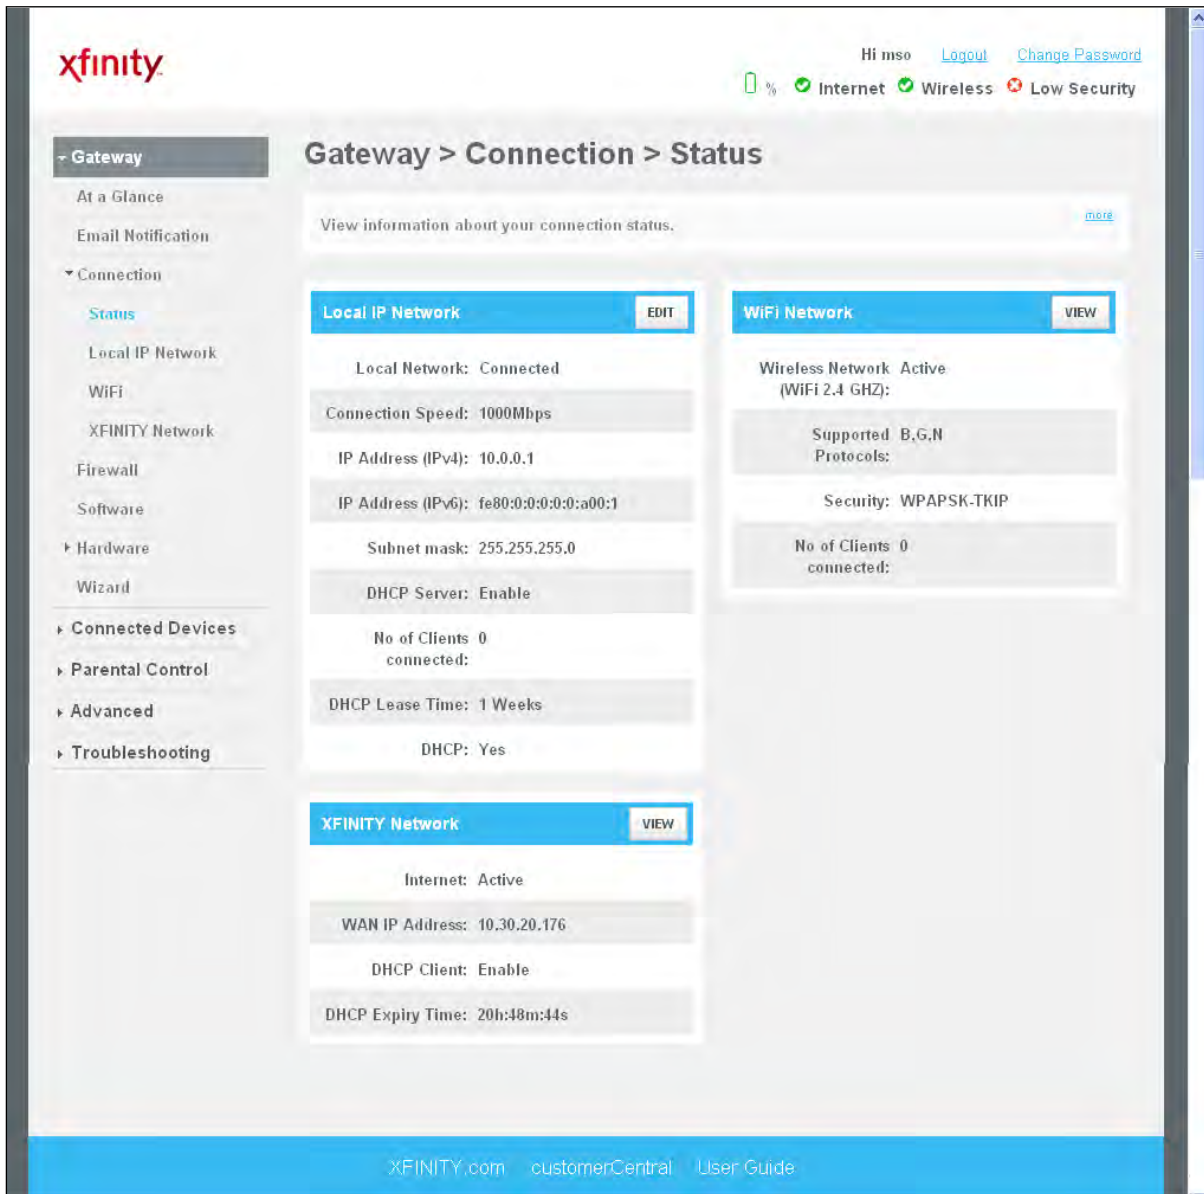 xfinity
Hi mso Logout Change Password
% Internet Wireless Low Security
Gateway
At a Glance
Email Notification
Connection
Status
Local IP Network
WiFi
XFINITY Network
Firewall
Software
Hardware
Wizard
Connected Devices
Parental Control
Advanced
Troubleshooting
Gateway > Connection > Status
View information about your connection status. more
Local IP Network EDIT
Local Network: Connected
Connection Speed: 1000Mbps
IP Address (IPv4): 10.0.0.1
IP Address (IPv6): fe80:0:0:0:0:0:a00:1
Subnet mask: 255.255.255.0
DHCP Server: Enable
No of Clients 0
connected:
DHCP Lease Time: 1 Weeks
DHCP: Yes
WiFi Network VIEW
Wireless Network Active
(WiFi 2.4 GHZ):
Supported B,G,N
Protocols:
Security: WPAPSK-TKIP
No of Clients 0
connected:
XFINITY Network VIEW
Internet: Active
WAN IP Address: 10.30.20.176
DHCP Client: Enable
DHCP Expiry Time: 20h:48m:44s
XFINITY.com customerCentral User Guide